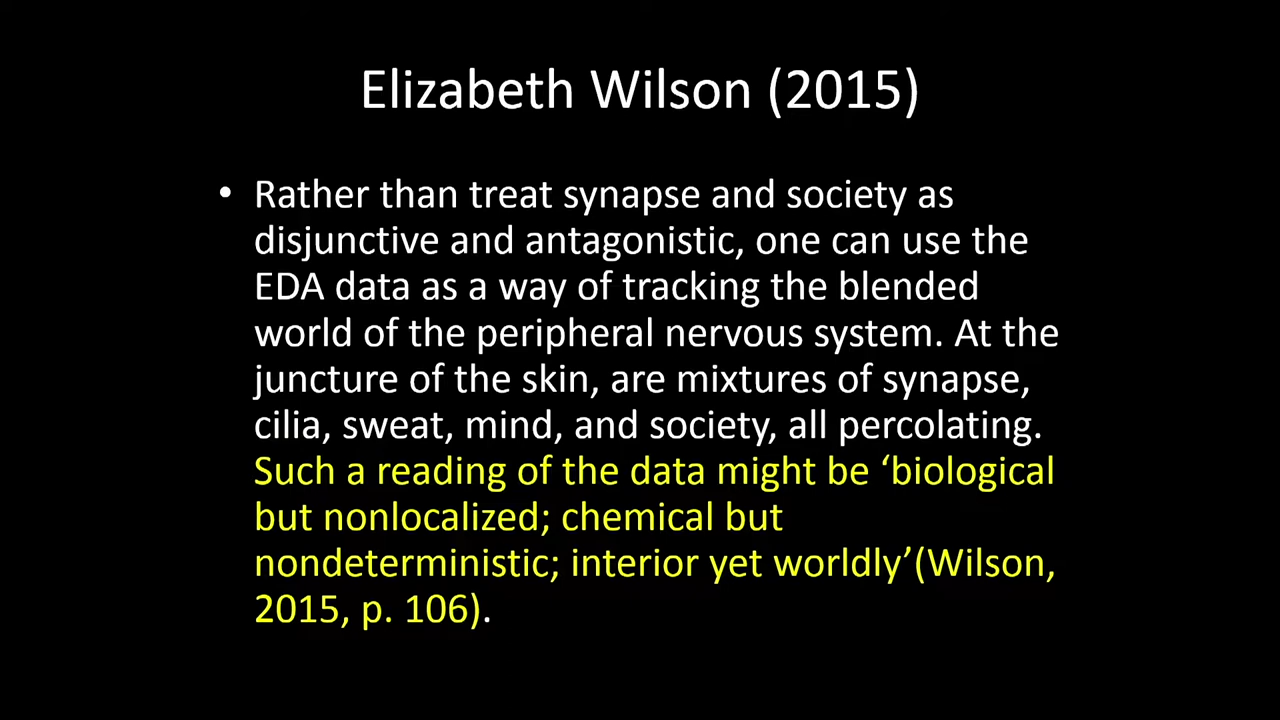 Elizabeth Wilson (2015)
• Rather than treat synapse and society as
disjunctive and antagonistic, one can use the
EDA data as a way of tracking the blended
world of the peripheral nervous system. At the
juncture of the skin, are mixtures of synapse,
cilia, sweat, mind, and society, all percolating.
Such a reading of the data might be ‘biological
but nonlocalized; chemical but
nondeterministic; interior yet worldly’(Wilson,
2015, p. 106).